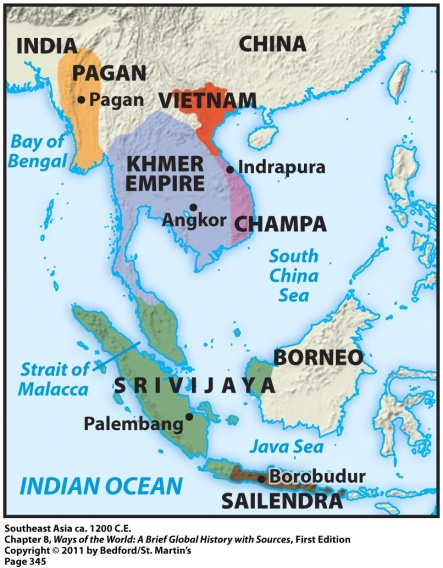 INDIA
CHINA
PAGAN
Pagan
VIETNAM
Bay of
Bengal
KHMER
EMPIRE
Indrapura
Angkor
CHAMPA
South
China
Sea
Strait of
Malacca
BORNEO
SRIVIJAYA
Palembang
Java Sea
Borobudur
INDIAN OCEAN
SAILENDRA
Southeast Asia ca. 1200 C.E.
Chapter 8, Ways of the World: A Brief Global History with Sources, First Edition
Copyright © 2011 by Bedford/St. Martin's
Page 345